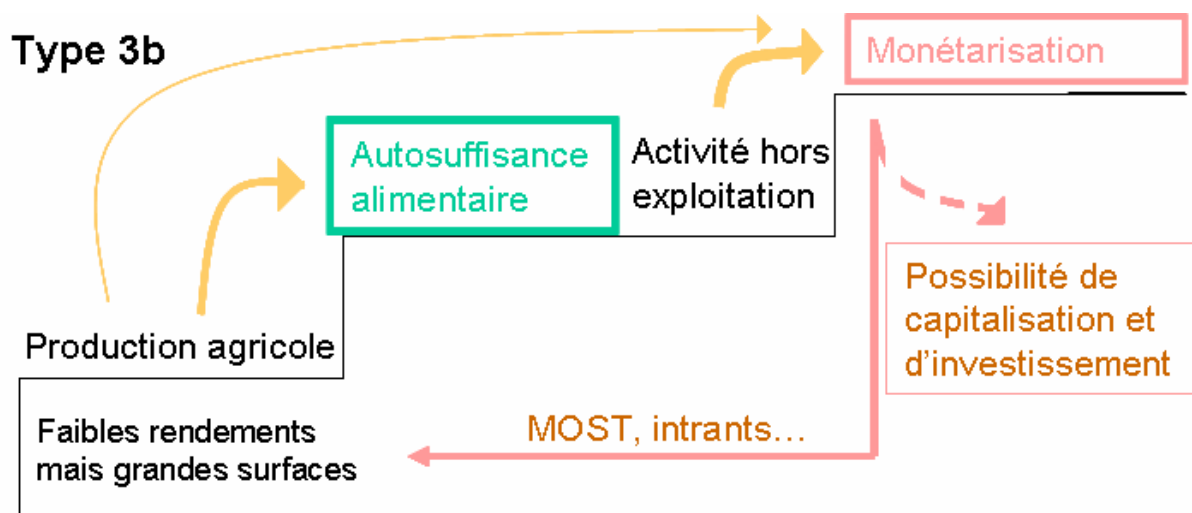 Type 3b
Monétarisation
Autosuffisance
alimentaire
Activité hors
exploitation
Possibilité de
capitalisation et
d'investissement
Production agricole
Faibles rendements
mais grandes surfaces
MOST, intrants...